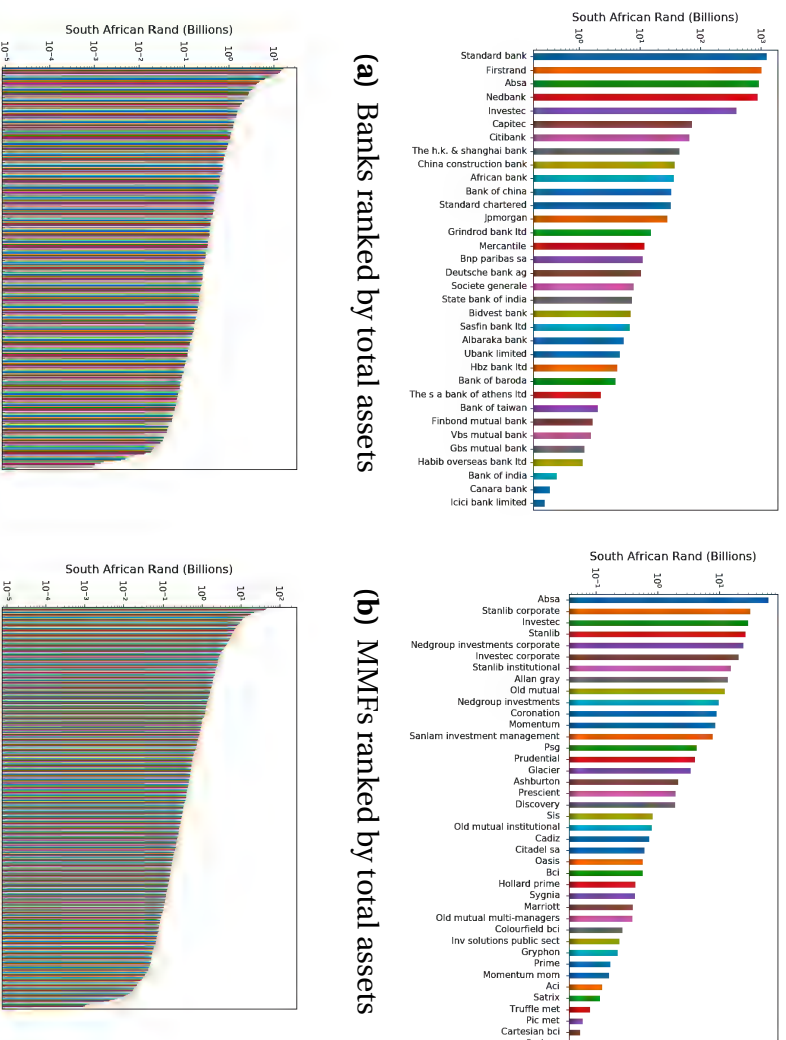 South African Rand (Billions)
10⁰ 10¹ 10² 10³
Standard bank
Firstrand
Absa
Nedbank
Investec
Capitec
Citibank
The h.k. & shanghai bank
China construction bank
African bank
Bank of china
Standard chartered
Jpmorgan
Grindrod bank ltd
Mercantile
Bnp paribas sa
Deutsche bank ag
Societe generale
State bank of india
Bidvest bank
Sasfin bank ltd
Albaraka bank
Ubank limited
Hbz bank ltd
Bank of baroda
The s a bank of athens ltd
Bank of taiwan
Finbond mutual bank
Vbs mutual bank
Gbs mutual bank
Habib overseas bank ltd
Bank of india
Canara bank
Icici bank limited
(a) Banks ranked by total assets
South African Rand (Billions)
10⁻¹ 10⁰ 10¹
Absa
Stanlib corporate
Investec
Stanlib
Nedgroup investments corporate
Investec corporate
Stanlib institutional
Allan gray
Old mutual
Nedgroup investments
Coronation
Momentum
Sanlam investment management
Psg
Prudential
Glacier
Ashburton
Prescient
Discovery
Sis
Old mutual institutional
Cadiz
Citadel sa
Oasis
Bci
Hollard prime
Sygnia
Marriott
Old mutual multi-managers
Colourfield bci
Inv solutions public sect
Gryphon
Prime
Momentum mom
Aci
Satrix
Truffle met
Pic met
Cartesian bci
(b) MMFs ranked by total assets
South African Rand (Billions)
10⁻⁵ 10⁻⁴ 10⁻³ 10⁻² 10⁻¹ 10⁰ 10¹
South African Rand (Billions)
10⁻⁵ 10⁻⁴ 10⁻³ 10⁻² 10⁻¹ 10⁰ 10¹ 10²